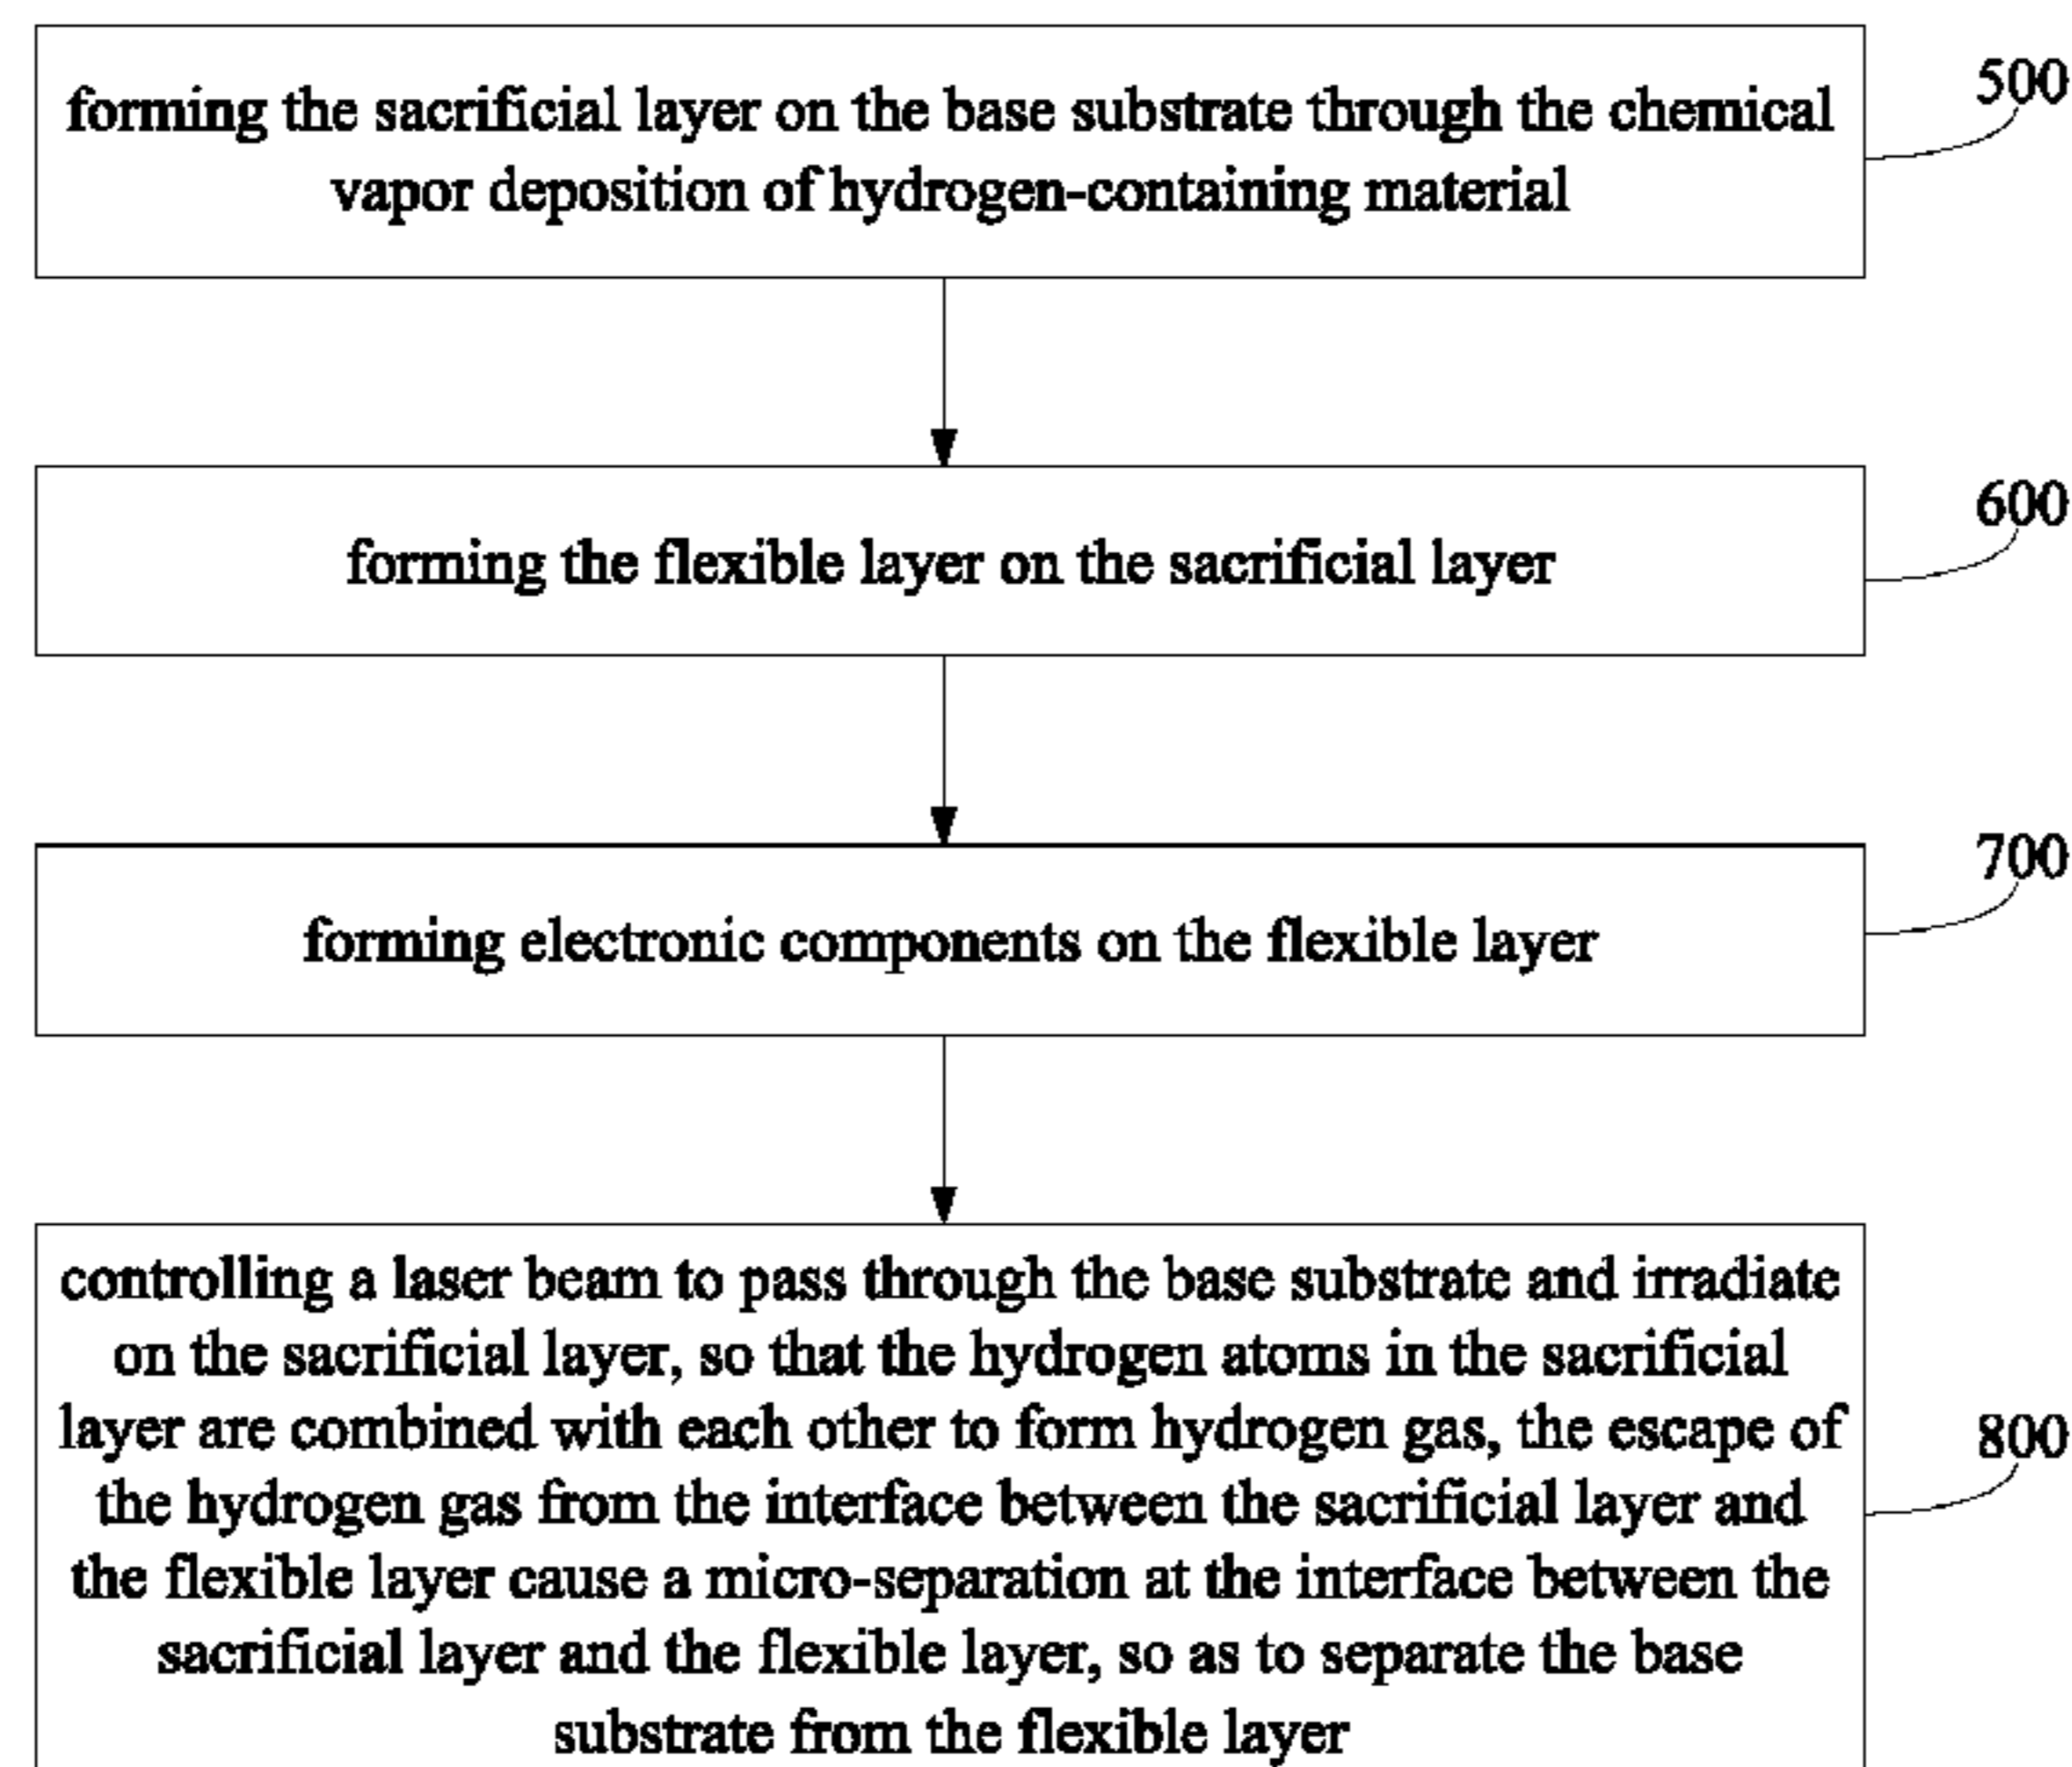 forming the sacrificial layer on the base substrate through the chemical
vapor deposition of hydrogen-containing material
500
forming the flexible layer on the sacrificial layer
600
forming electronic components on the flexible layer
700
controlling a laser beam to pass through the base substrate and irradiate
on the sacrificial layer, so that the hydrogen atoms in the sacrificial
layer are combined with each other to form hydrogen gas, the escape of
the hydrogen gas from the interface between the sacrificial layer and
the flexible layer cause a micro-separation at the interface between the
sacrificial layer and the flexible layer, so as to separate the base
substrate from the flexible layer
800